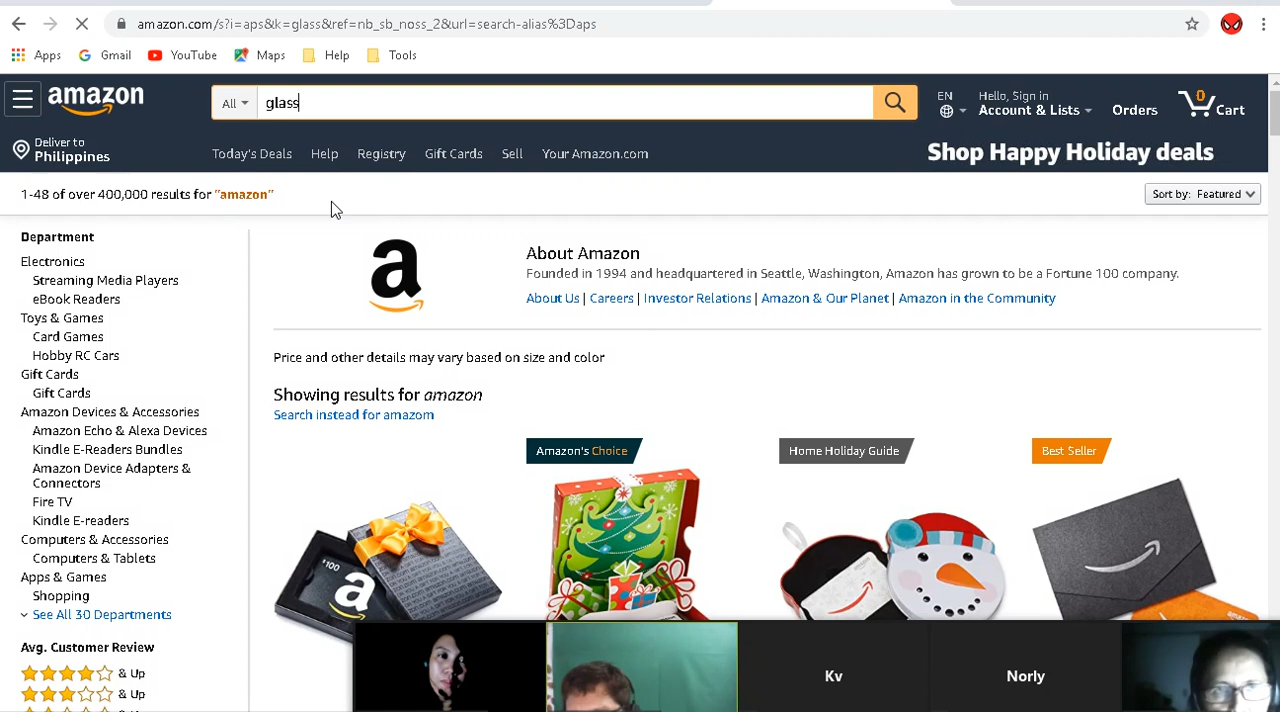 amazon.com/s?i=aps&k=glass&ref=nb_sb_noss_2&url=search-alias%3Daps
Apps Gmail YouTube Maps Help Tools
amazon All glass EN Hello, Sign in Account & Lists Orders 0 Cart
Deliver to
Philippines
Today's Deals Help Registry Gift Cards Sell Your Amazon.com Shop Happy Holiday deals
1-48 of over 400,000 results for "amazon" Sort by: Featured
Department
Electronics
Streaming Media Players
eBook Readers
Toys & Games
Card Games
Hobby RC Cars
Gift Cards
Gift Cards
Amazon Devices & Accessories
Amazon Echo & Alexa Devices
Kindle E-Readers Bundles
Amazon Device Adapters &
Connectors
Fire TV
Kindle E-readers
Computers & Accessories
Computers & Tablets
Apps & Games
Shopping
See All 30 Departments
Avg. Customer Review
& Up
& Up
a
About Amazon
Founded in 1994 and headquartered in Seattle, Washington, Amazon has grown to be a Fortune 100 company.
About Us | Careers | Investor Relations | Amazon & Our Planet | Amazon in the Community
Price and other details may vary based on size and color
Showing results for amazon
Search instead for amazom
Amazon's Choice
Home Holiday Guide
Best Seller
$100
a
Kv
Norly